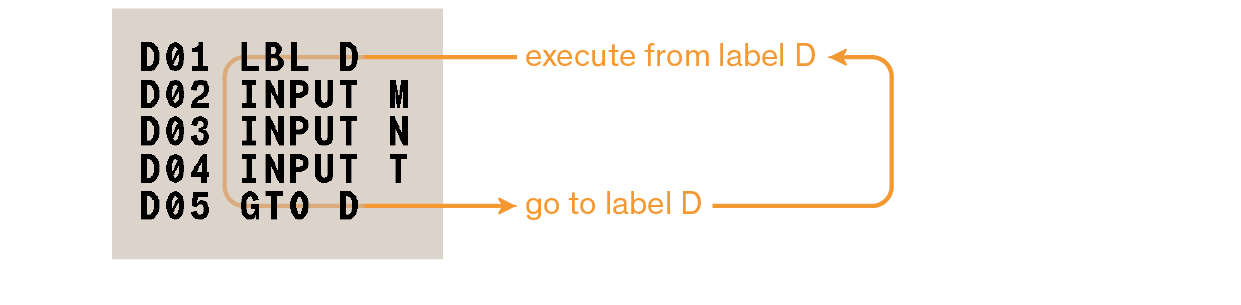 D01 LBL D
execute from label D
D02 INPUT M
D03 INPUT N
D04 INPUT T
D05 GTO D
go to label D